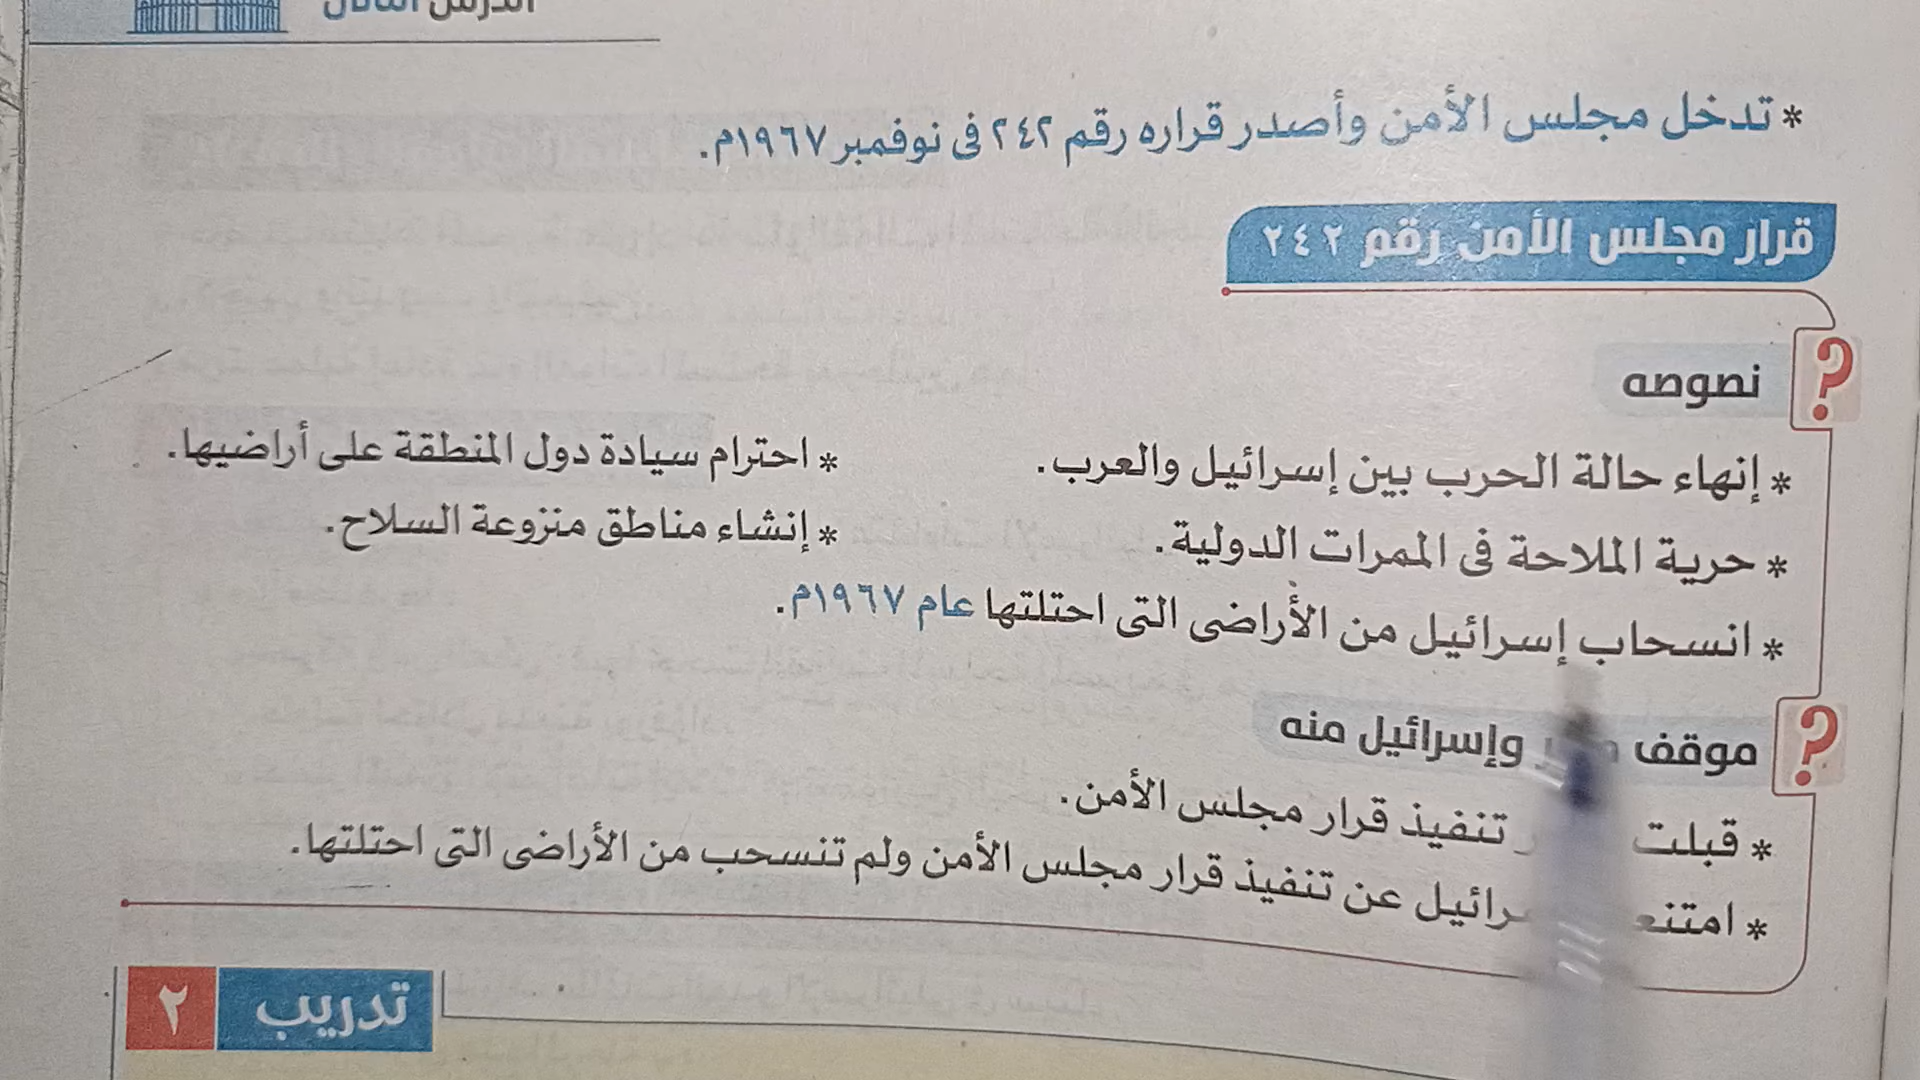 الدرس الثانى
* تدخل مجلس الأمن وأصدر قراره رقم ٢٤٢ فى نوفمبر ١٩٦٧م.
قرار مجلس الأمن رقم ٢٤٢
نصوصه
* إنهاء حالة الحرب بين إسرائيل والعرب.
* احترام سيادة دول المنطقة على أراضيها.
* حرية الملاحة فى الممرات الدولية.
* إنشاء مناطق منزوعة السلاح.
* انسحاب إسرائيل من الأراضى التى احتلتها عام ١٩٦٧م.
موقف وإسرائيل منه
* قبلت تنفيذ قرار مجلس الأمن.
* عن تنفيذ قرار مجلس الأمن ولم تنسحب من الأراضى التى احتلتها.
تدريب ٢